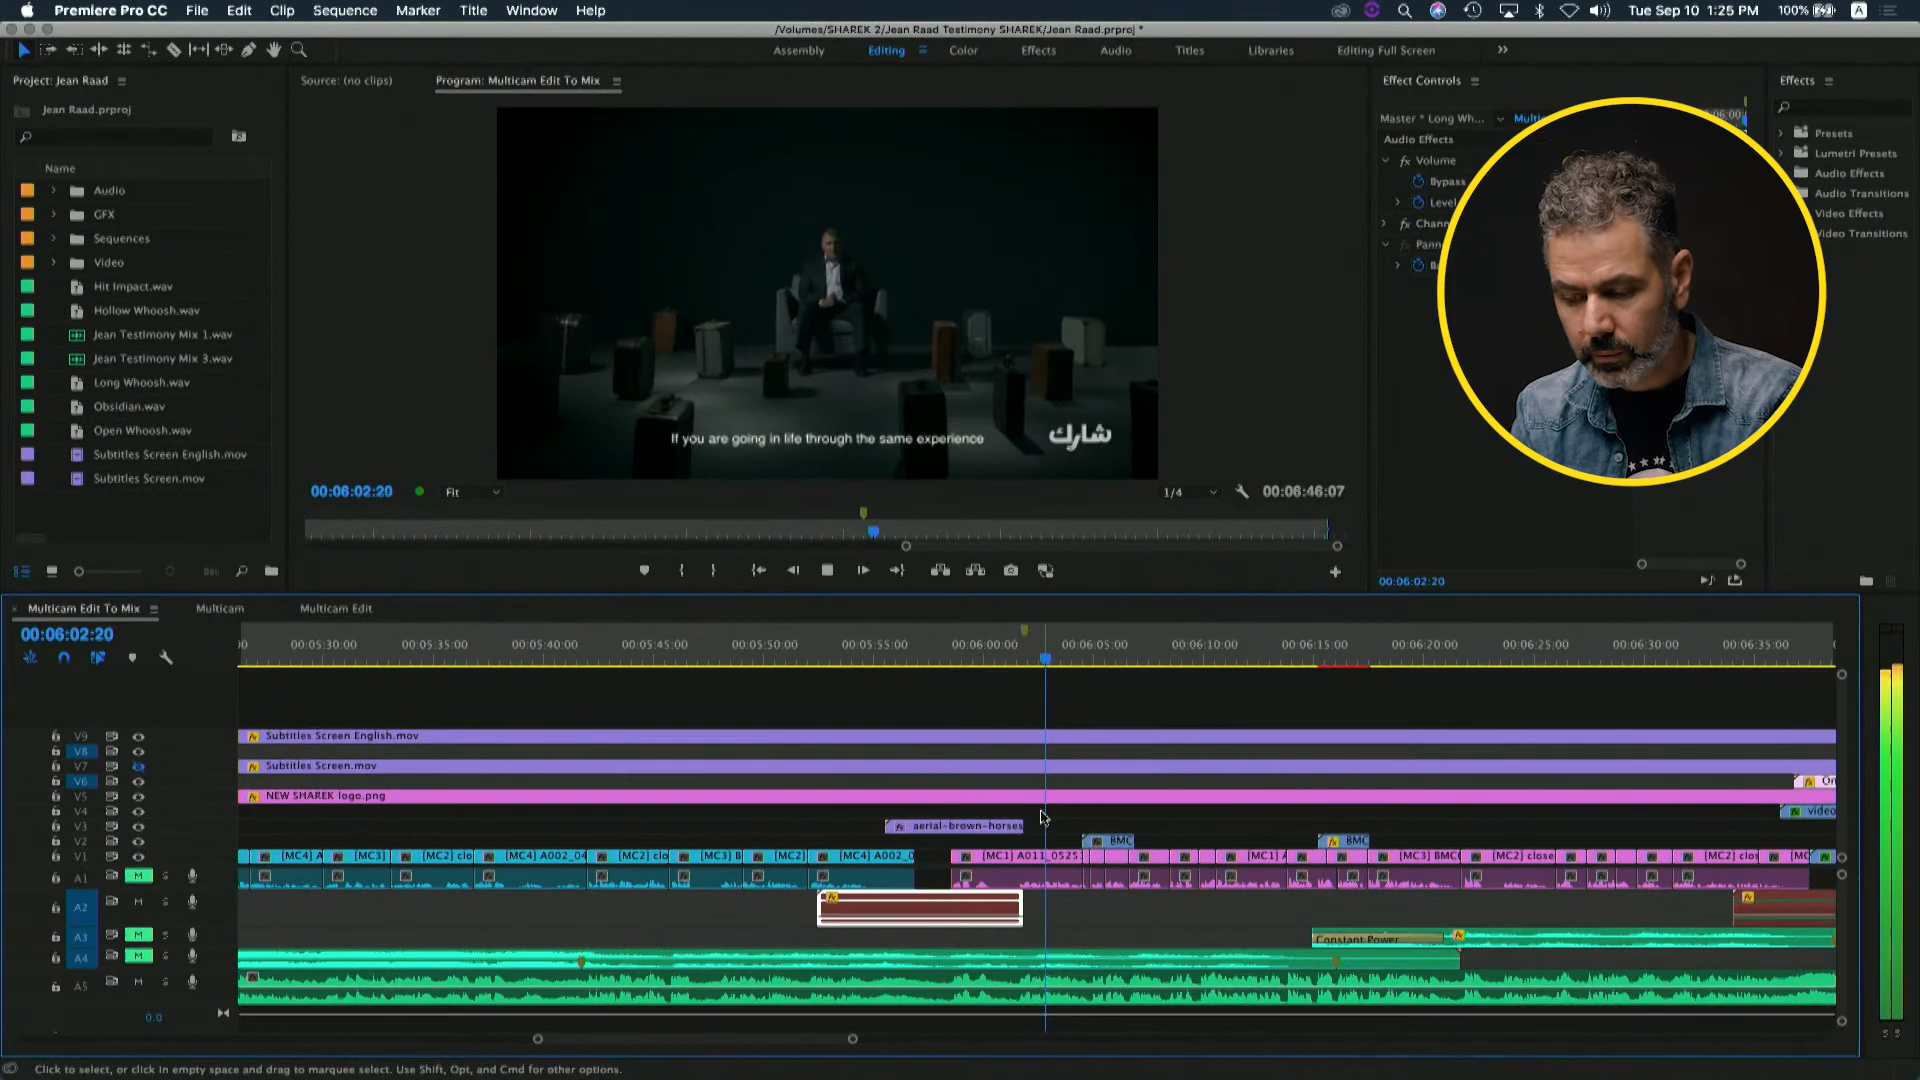 Premiere Pro CC File Edit Clip Sequence Marker Title Window Help
Tue Sep 10 1:25 PM 100% A
/Volumes/SHAREK 2/Jean Raad Testimony SHAREK/Jean Raad.prproj *
Assembly Editing Color Effects Audio Titles Libraries Editing Full Screen
Project: Jean Raad
Jean Raad.prproj
Name
Audio
GFX
Sequences
Video
Hit Impact.wav
Hollow Whoosh.wav
Jean Testimony Mix 1.wav
Jean Testimony Mix 3.wav
Long Whoosh.wav
Obsidian.wav
Open Whoosh.wav
Subtitles Screen English.mov
Subtitles Screen.mov
Source: (no clips) Program: Multicam Edit To Mix
If you are going in life through the same experience
شارك
00:06:02:20 Fit 1/4 00:06:46:07
Effect Controls
Master * Long Wh...
Audio Effects
fx Volume
Bypass
Level
fx
fx
Effects
Presets
Lumetri Presets
Audio Effects
Audio Transitions
Video Effects
Video Transitions
00:06:02:20
Multicam Edit To Mix Multicam Multicam Edit
00:06:02:20
00:05:30:00 00:05:35:00 00:05:40:00 00:05:45:00 00:05:50:00 00:05:55:00 00:06:00:00 00:06:05:00 00:06:10:00 00:06:15:00 00:06:20:00 00:06:25:00 00:06:30:00 00:06:35:00
V9 Subtitles Screen English.mov
V8
V7 Subtitles Screen.mov
V6
V5 NEW SHAREK logo.png
V4 video
V3 aerial-brown-horses
V2 BMC BMC
V1 [MC4] A [MC3] [MC2] clo [MC4] A002_04 [MC2] clo [MC3] B [MC2] [MC4] A002_0 [MC1] A011_0525 [MC1] A [MC3] BMC [MC2] close [MC2] clos [MC
A1 M S
A2 M S
A3 M S Constant Power
A4 M S
A5 M S
0.0
Click to select, or click in empty space and drag to marquee select. Use Shift, Opt, and Cmd for other options.